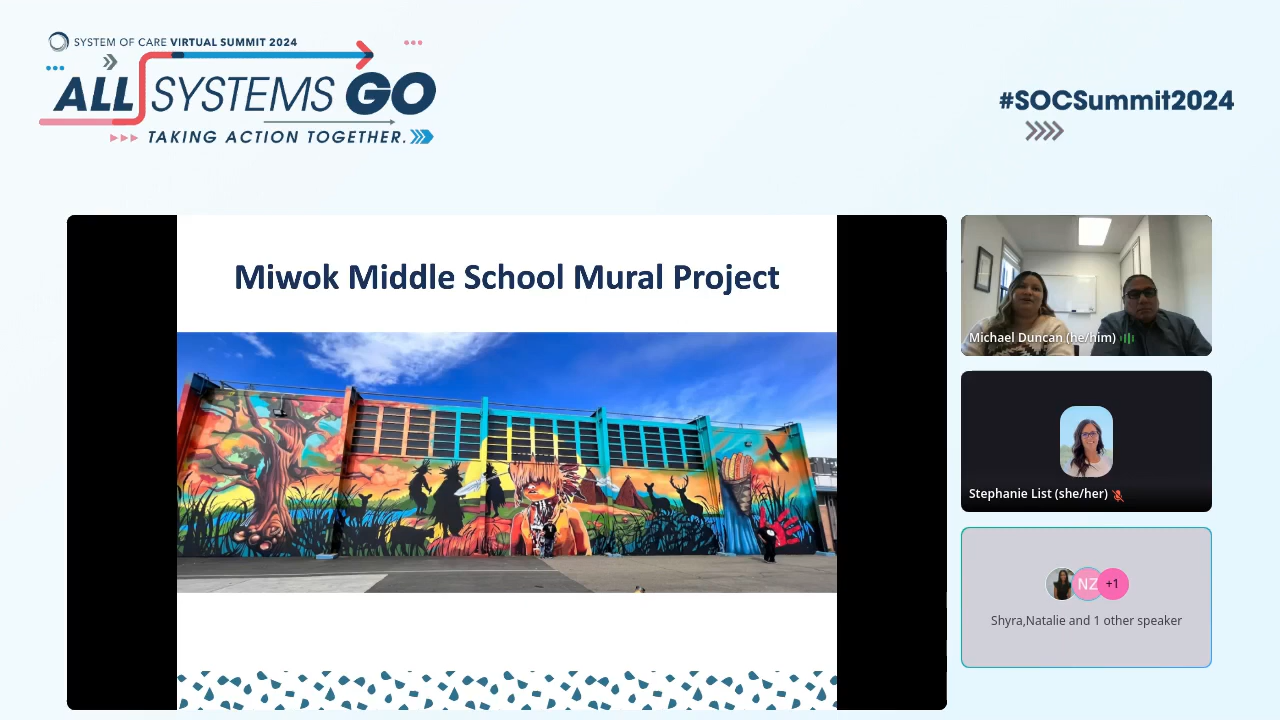 SYSTEM OF CARE VIRTUAL SUMMIT 2024
ALL SYSTEMS GO
TAKING ACTION TOGETHER.
#SOCSummit2024
Miwok Middle School Mural Project
Michael Duncan (he/him)
Stephanie List (she/her)
NZ
+1
Shyra,Natalie and 1 other speaker